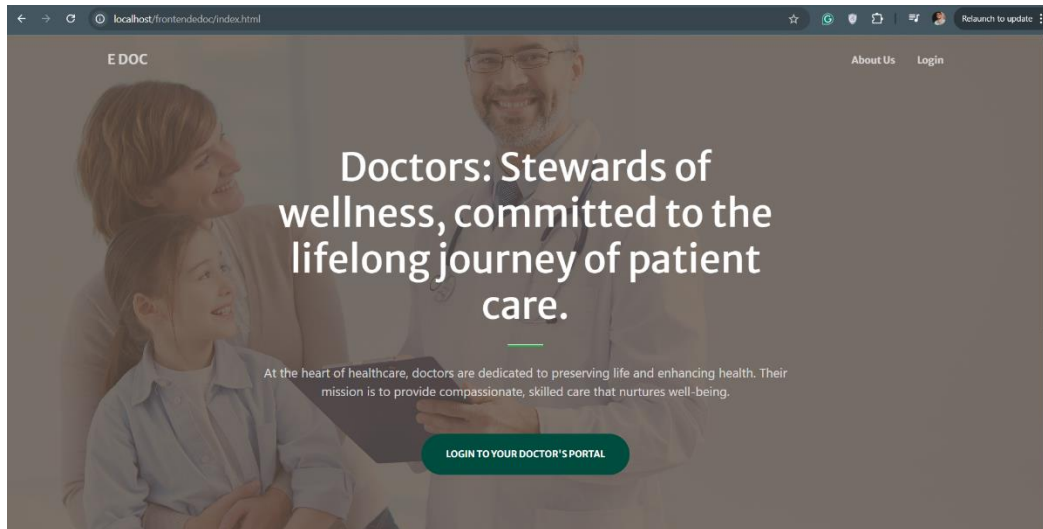 localhost/frontendedoc/index.html
Relaunch to update
E DOC
About Us
Login
Doctors: Stewards of
wellness, committed to the
lifelong journey of patient
care.
At the heart of healthcare, doctors are dedicated to preserving life and enhancing health. Their
mission is to provide compassionate, skilled care that nurtures well-being.
LOGIN TO YOUR DOCTOR'S PORTAL